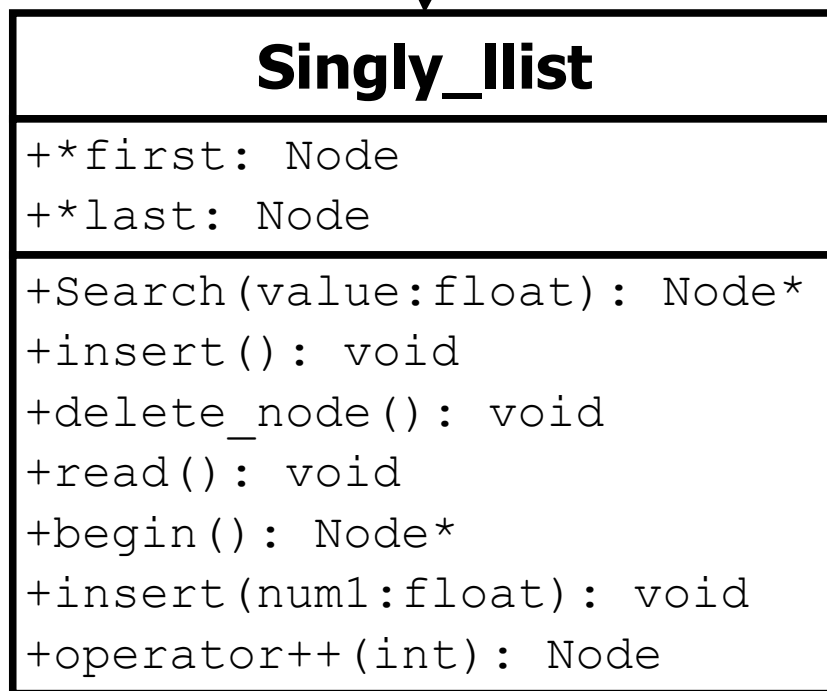 Singly_llist
+*first: Node
+*last: Node
+Search(value:float): Node*
+insert(): void
+delete_node(): void
+read(): void
+begin(): Node*
+insert(num1:float): void
+operator++(int): Node